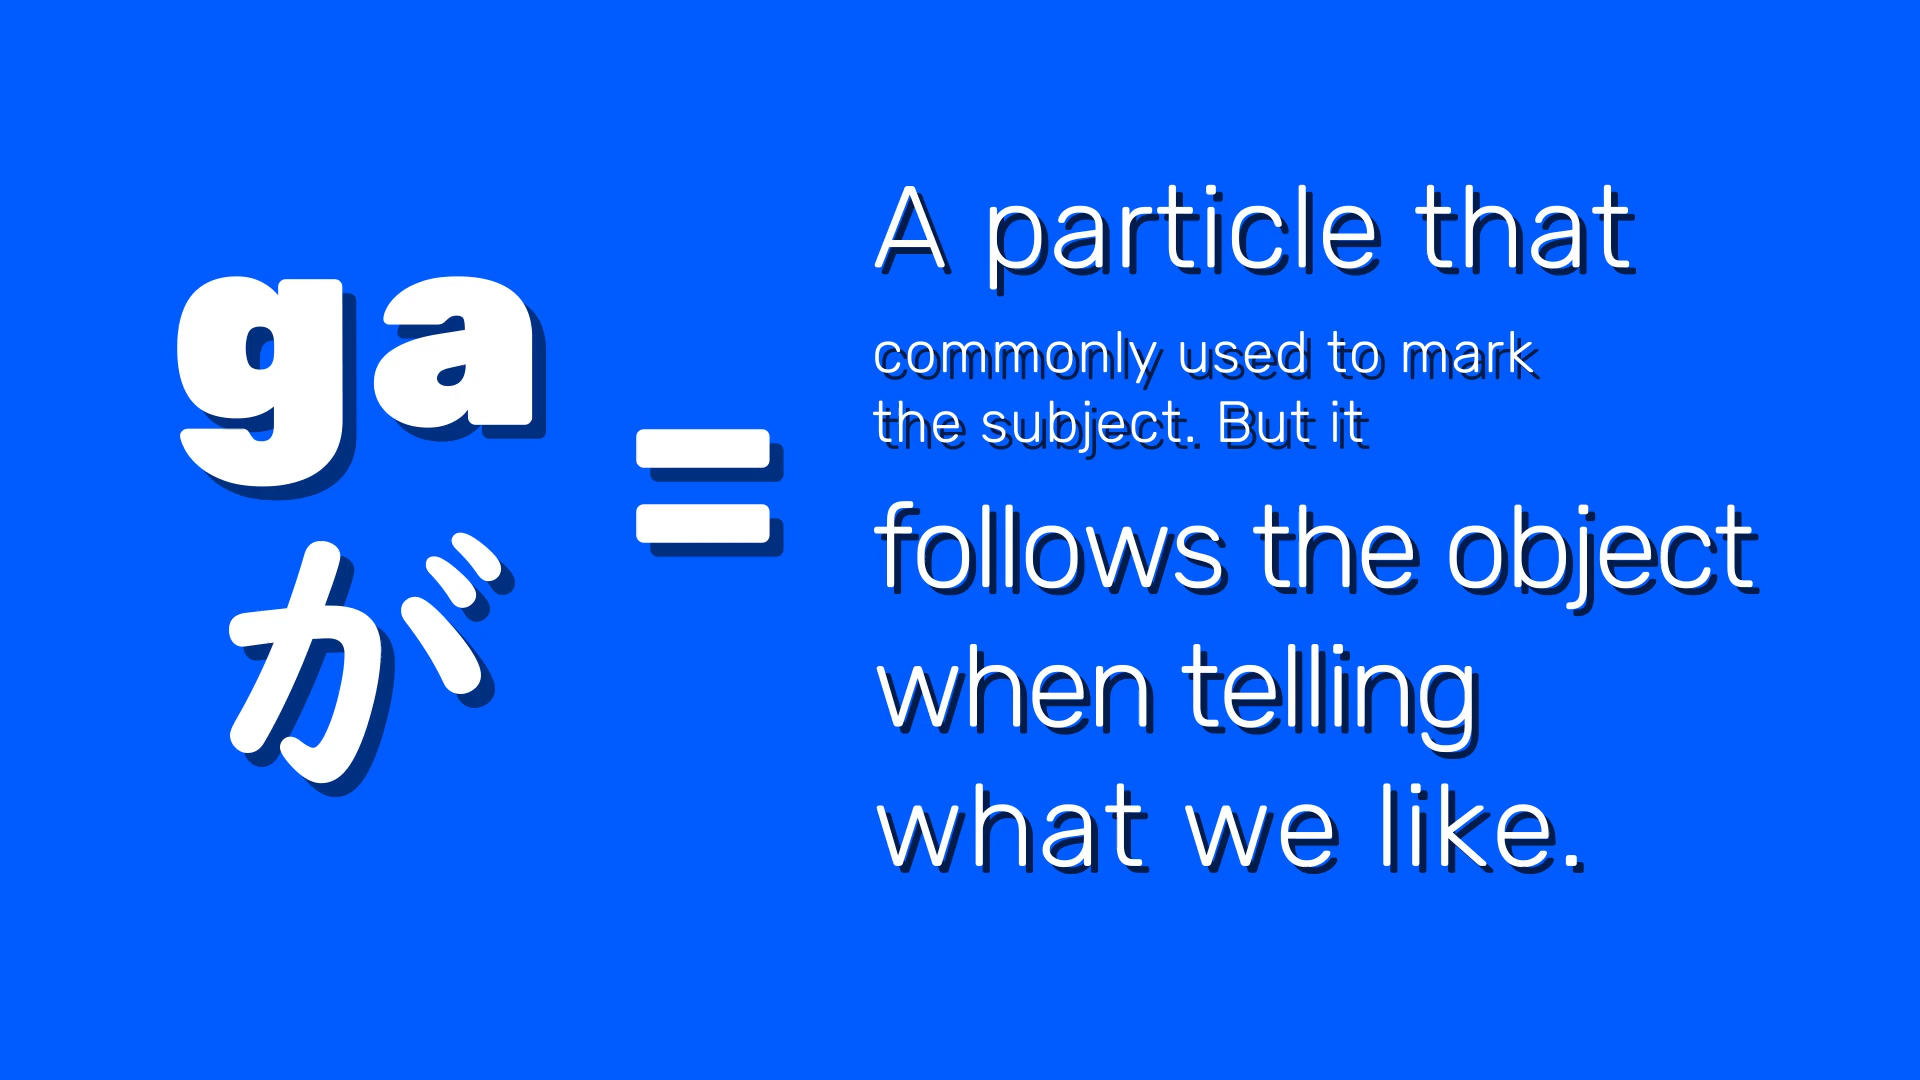 ga
が
=
A particle that
commonly used to mark
the subject. But it
follows the object
when telling
what we like.